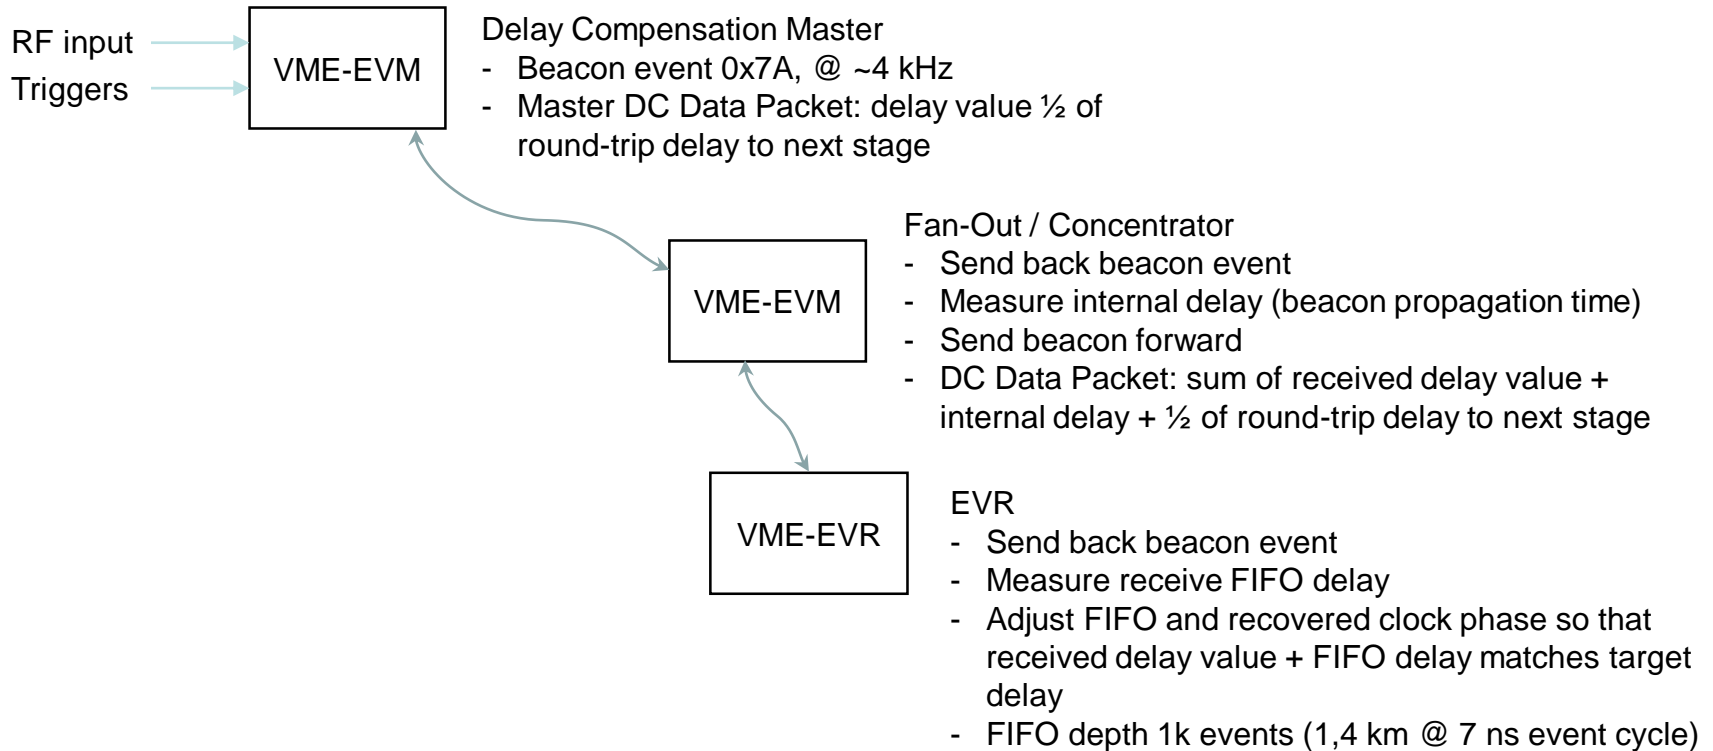 RF input
Triggers
VME-EVM
Delay Compensation Master
- Beacon event 0x7A, @ ~4 kHz
- Master DC Data Packet: delay value ½ of
round-trip delay to next stage
VME-EVM
Fan-Out / Concentrator
- Send back beacon event
- Measure internal delay (beacon propagation time)
- Send beacon forward
- DC Data Packet: sum of received delay value +
internal delay + ½ of round-trip delay to next stage
VME-EVR
EVR
- Send back beacon event
- Measure receive FIFO delay
- Adjust FIFO and recovered clock phase so that
received delay value + FIFO delay matches target
delay
- FIFO depth 1k events (1,4 km @ 7 ns event cycle)